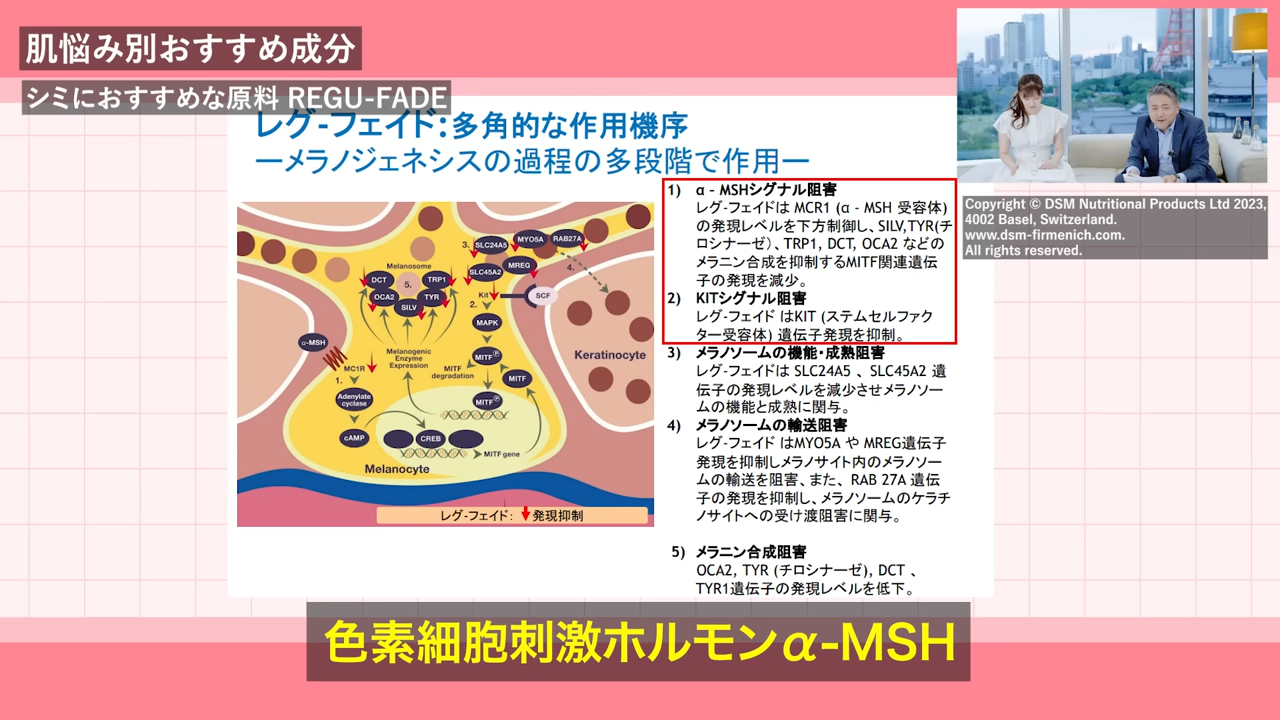 肌悩み別おすすめ成分
シミにおすすめな原料 REGU-FADE
レグ-フェイド:多角的な作用機序
ーメラノジェネシスの過程の多段階で作用ー
Copyright © DSM Nutritional Products Ltd 2023,
4002 Basel, Switzerland.
www.dsm-firmenich.com.
All rights reserved.
1) α - MSHシグナル阻害
レグ-フェイドは MCR1 (α - MSH 受容体)
の発現レベルを下方制御し、SILV,TYR(チ
ロシナーゼ)、TRP1, DCT, OCA2 などの
メラニン合成を抑制するMITF関連遺伝
子の発現を減少。
2) KITシグナル阻害
レグ-フェイド はKIT (ステムセルファク
ター受容体) 遺伝子発現を抑制。
3) メラノソームの機能・成熟阻害
レグ-フェイドは SLC24A5 、 SLC45A2 遺
伝子の発現レベルを減少させメラノソー
ムの機能と成熟に関与。
4) メラノソームの輸送阻害
レグ-フェイド はMYO5A や MREG遺伝子
発現を抑制しメラノサイト内のメラノソー
ムの輸送を阻害、また、 RAB 27A 遺伝
子の発現を抑制し、メラノソームのケラチ
ノサイトへの受け渡阻害に関与。
5) メラニン合成阻害
OCA2, TYR (チロシナーゼ), DCT 、
TYR1遺伝子の発現レベルを低下。
3.
SLC24A5
MYO5A
RAB27A
4.
SLC45A2
MREG
Melanosome
DCT
5.
TRP1
OCA2
TYR
SILV
Kit
SCF
2.
MAPK
α-MSH
MC1R
1.
Melanogenic
Enzyme
Expression
MITF
degradation
MITF P
MITF
MITF P
Keratinocyte
Adenylate
cyclase
cAMP
CREB
MITF gene
Melanocyte
レグ-フェイド: 発現抑制
色素細胞刺激ホルモンα-MSH